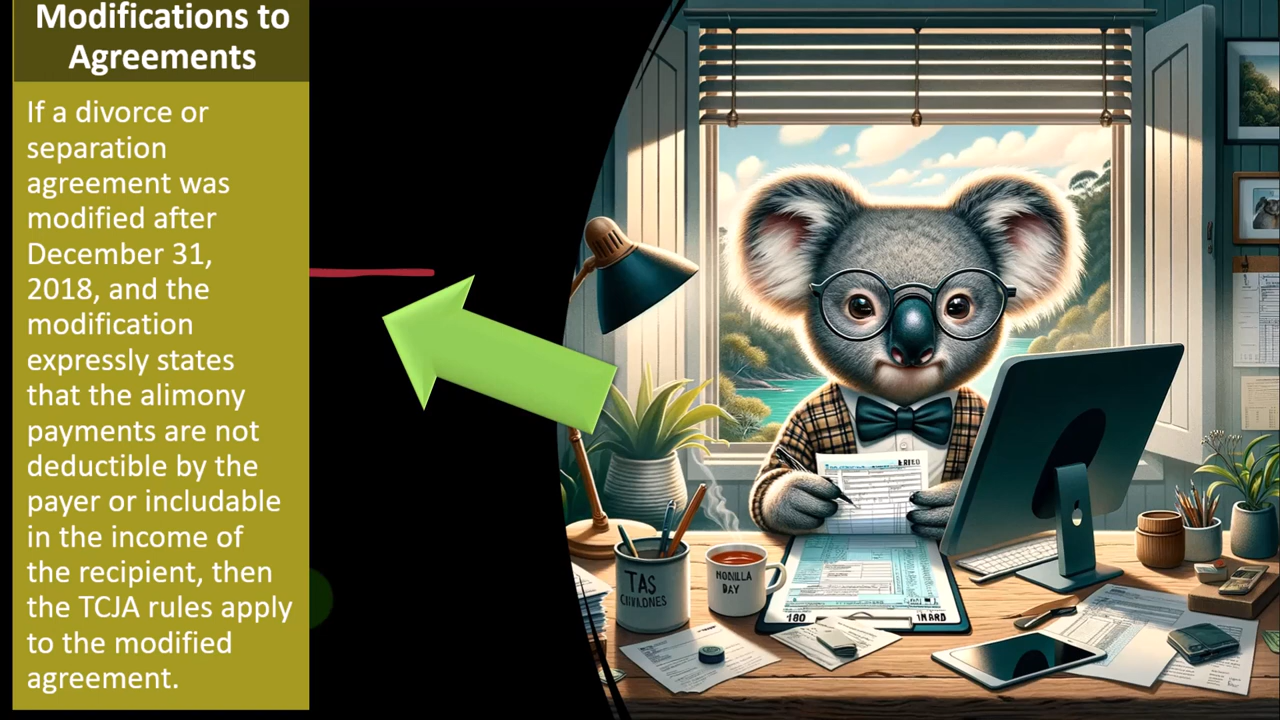 Modifications to
Agreements
If a divorce or
separation
agreement was
modified after
December 31,
2018, and the
modification
expressly states
that the alimony
payments are not
deductible by the
payer or includable
in the income of
the recipient, then
the TCJA rules apply
to the modified
agreement.
TAS
DAY
180